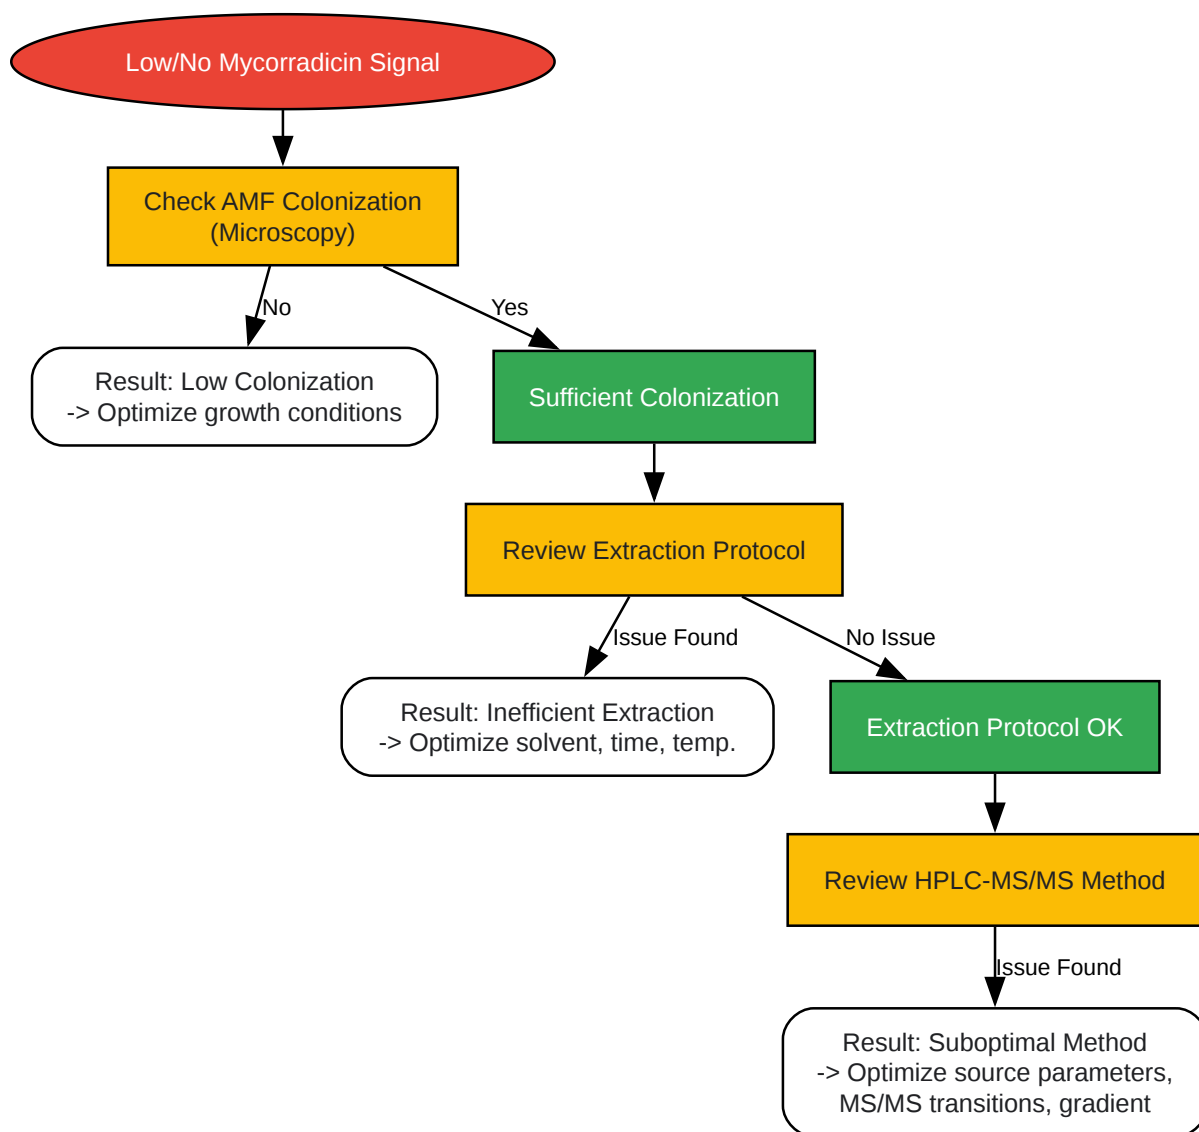 Low/No Mycorradicin Signal
Check AMF Colonization
(Microscopy)
No
Yes
Result: Low Colonization
-> Optimize growth conditions
Sufficient Colonization
Review Extraction Protocol
Issue Found
No Issue
Result: Inefficient Extraction
-> Optimize solvent, time, temp.
Extraction Protocol OK
Review HPLC-MS/MS Method
Issue Found
Result: Suboptimal Method
-> Optimize source parameters,
MS/MS transitions, gradient